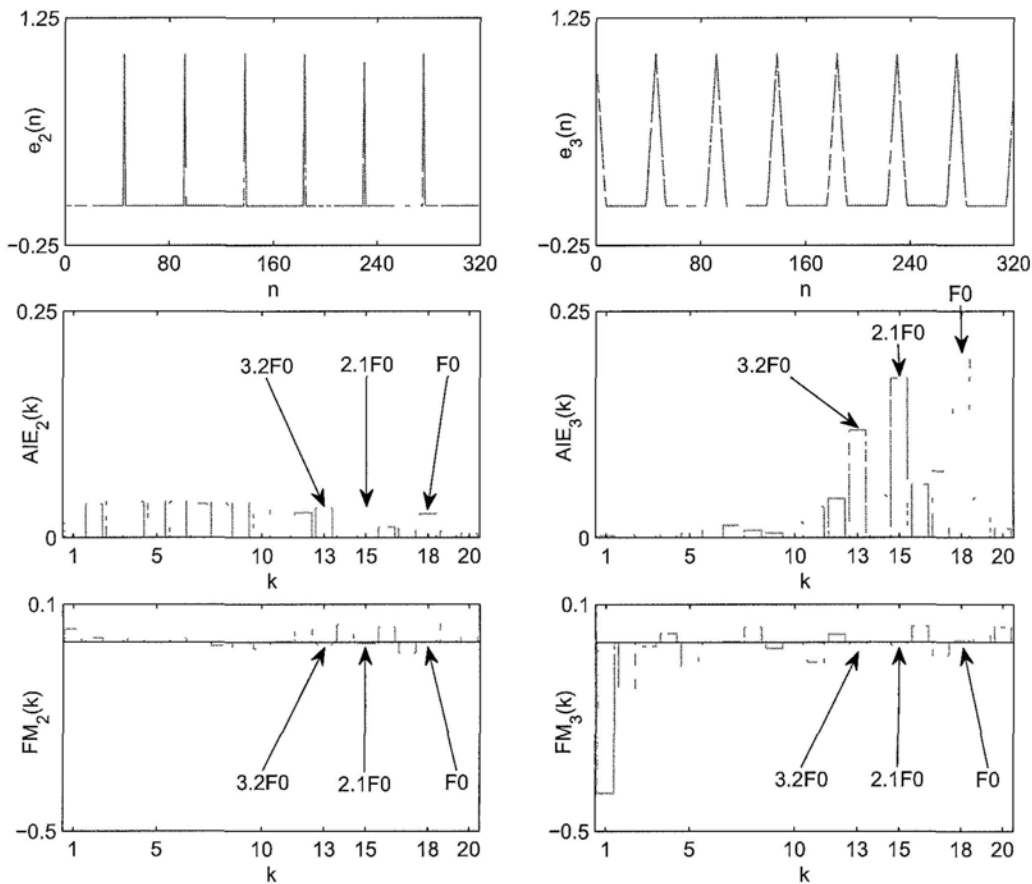 1.25
e2(n)
−0.25
0 80 160 240 320
n
1.25
e3(n)
−0.25
0 80 160 240 320
n
0.25
AIE2(k)
0
3.2F0 2.1F0 F0
1 5 10 13 15 18 20
k
F0
0.25
2.1F0
3.2F0
AIE3(k)
0
1 5 10 13 15 18 20
k
0.1
FM2(k)
3.2F0 2.1F0 F0
−0.5
1 5 10 13 15 18 20
k
0.1
FM3(k)
3.2F0 2.1F0 F0
−0.5
1 5 10 13 15 18 20
k